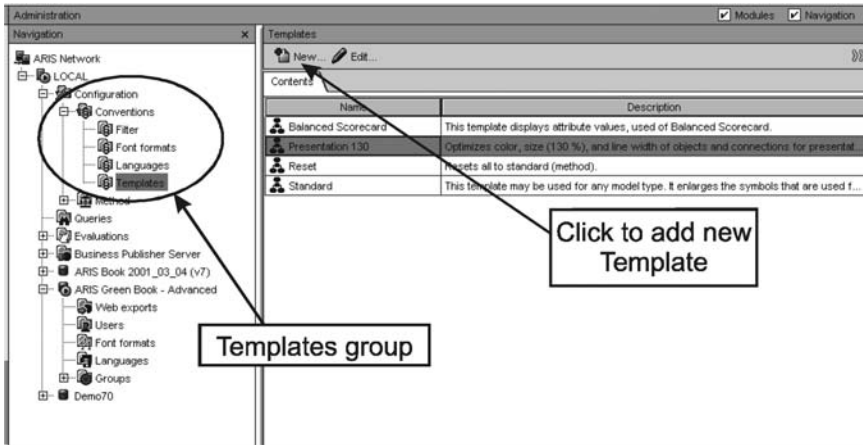 Administration
Modules Navigation
Navigation x
Templates
ARIS Network
LOCAL
Configuration
Conventions
Filter
Font formats
Languages
Templates
Method
Queries
Evaluations
Business Publisher Server
ARIS Book 2001_03_04 (v7)
ARIS Green Book - Advanced
Web exports
Users
Font formats
Languages
Groups
Demo70
New... Edit...
Contents
Name Description
Balanced Scorecard This template displays attribute values, used of Balanced Scorecard.
Presentation 130 Optimizes color, size (130 %), and line width of objects and connections for presentat...
Reset Resets all to standard (method).
Standard This template may be used for any model type. It enlarges the symbols that are used f...
Click to add new
Template
Templates group